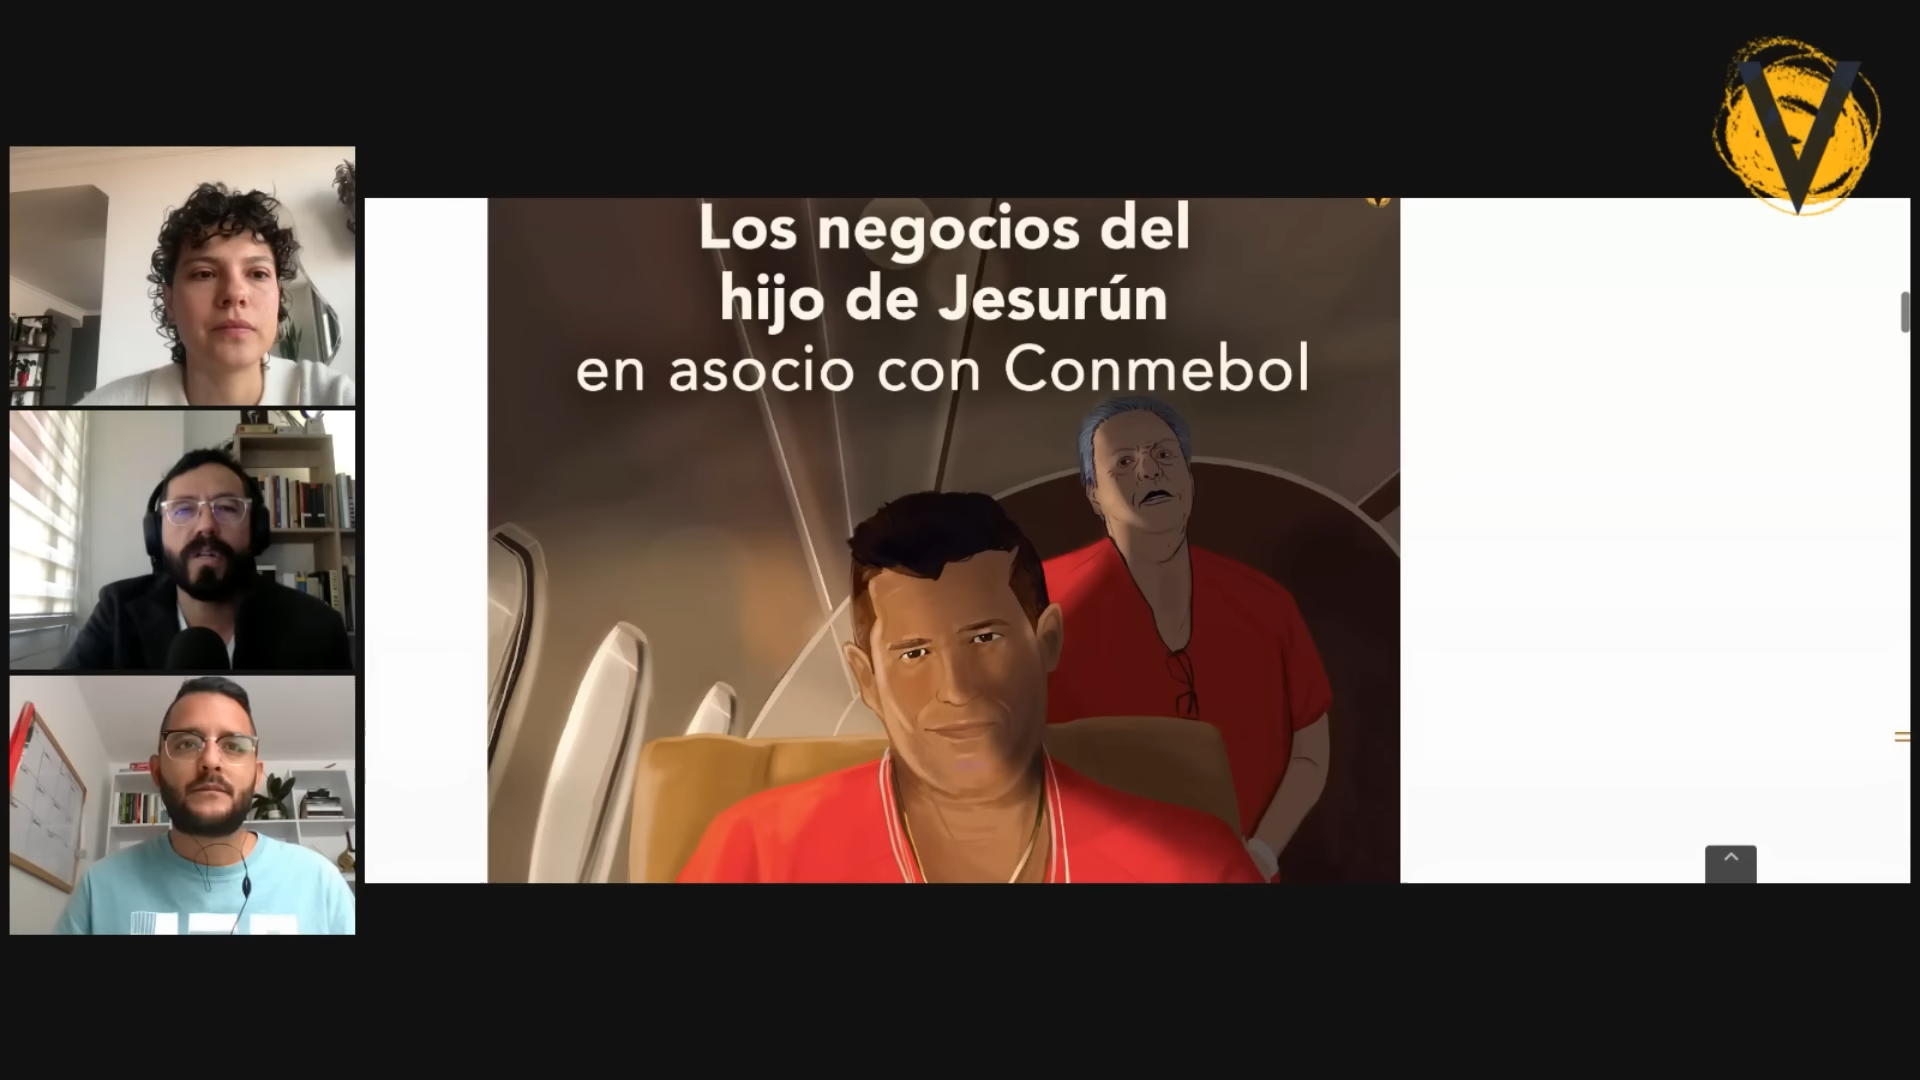 Los negocios del
hijo de Jesurún
en asocio con Conmebol
V